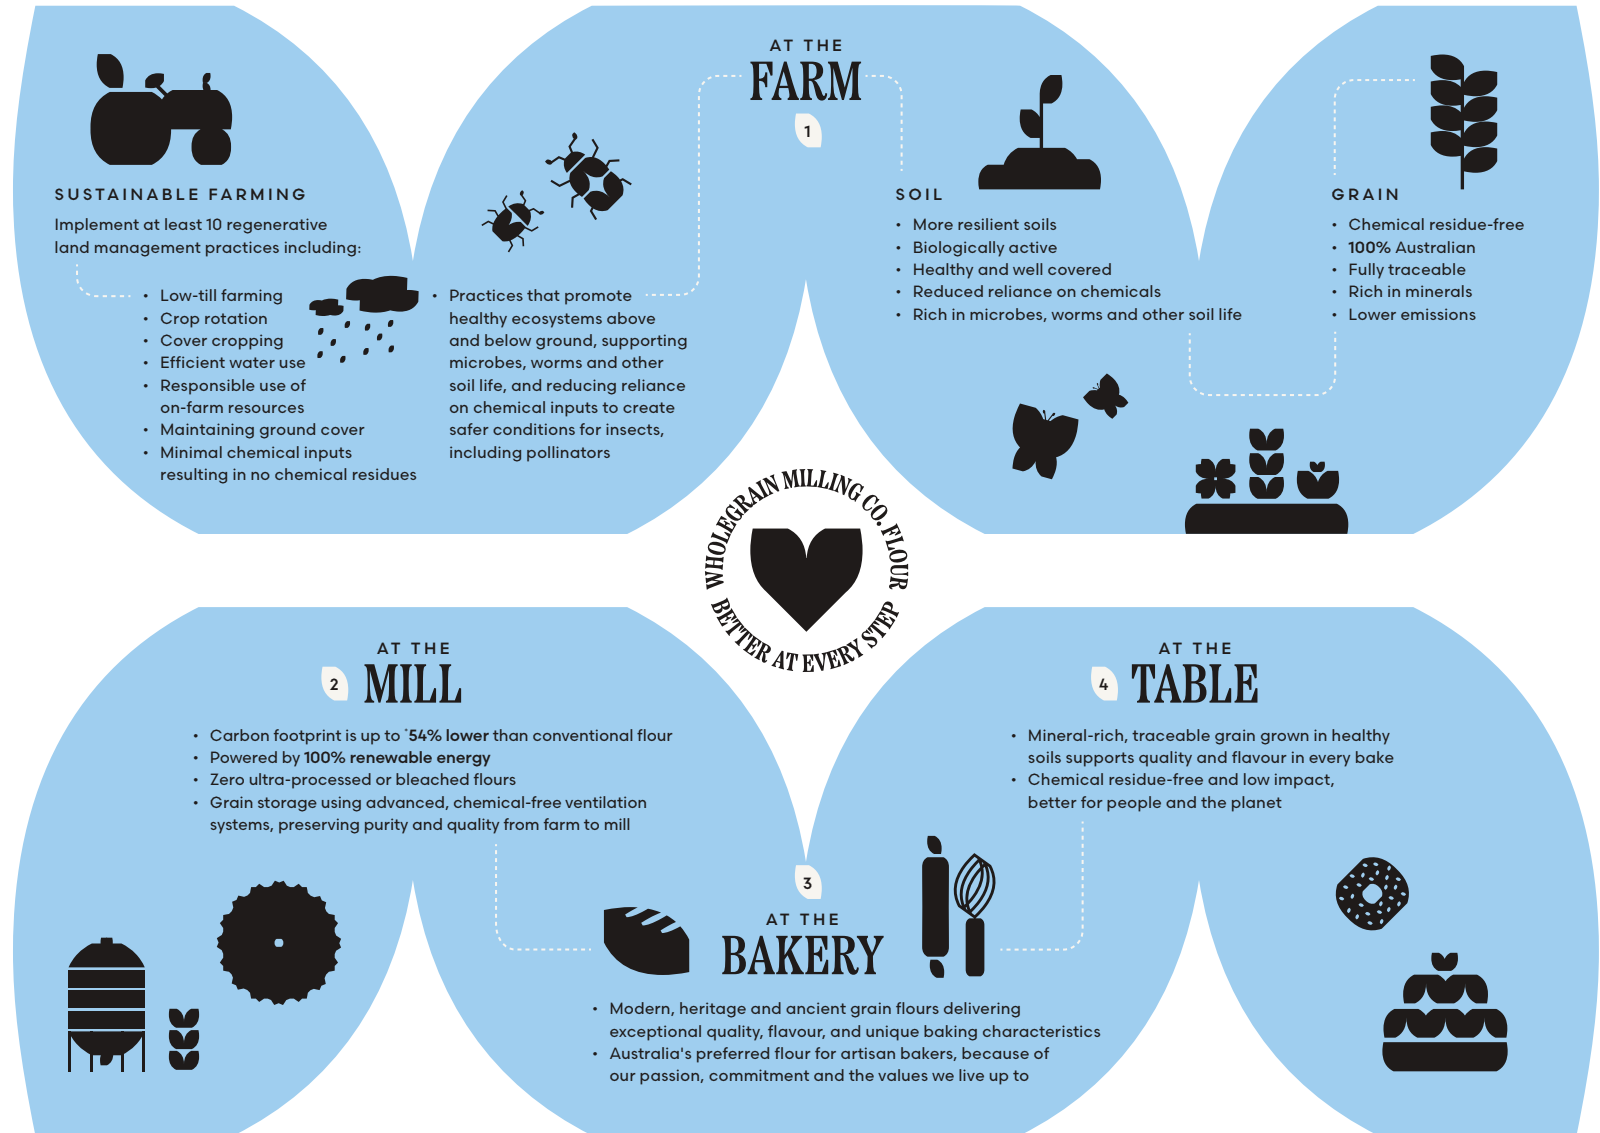 AT THE
FARM
1
SUSTAINABLE FARMING
Implement at least 10 regenerative
land management practices including:
• Low-till farming
• Crop rotation
• Cover cropping
• Efficient water use
• Responsible use of
on-farm resources
• Maintaining ground cover
• Minimal chemical inputs
resulting in no chemical residues
• Practices that promote
healthy ecosystems above
and below ground, supporting
microbes, worms and other
soil life, and reducing reliance
on chemical inputs to create
safer conditions for insects,
including pollinators
SOIL
• More resilient soils
• Biologically active
• Healthy and well covered
• Reduced reliance on chemicals
• Rich in microbes, worms and other soil life
GRAIN
• Chemical residue-free
• 100% Australian
• Fully traceable
• Rich in minerals
• Lower emissions
WHOLEGRAIN MILLING CO. FLOUR
BETTER AT EVERY STEP
AT THE
2 MILL
• Carbon footprint is up to *54% lower than conventional flour
• Powered by 100% renewable energy
• Zero ultra-processed or bleached flours
• Grain storage using advanced, chemical-free ventilation
systems, preserving purity and quality from farm to mill
3
AT THE
BAKERY
• Modern, heritage and ancient grain flours delivering
exceptional quality, flavour, and unique baking characteristics
• Australia's preferred flour for artisan bakers, because of
our passion, commitment and the values we live up to
AT THE
4 TABLE
• Mineral-rich, traceable grain grown in healthy
soils supports quality and flavour in every bake
• Chemical residue-free and low impact,
better for people and the planet